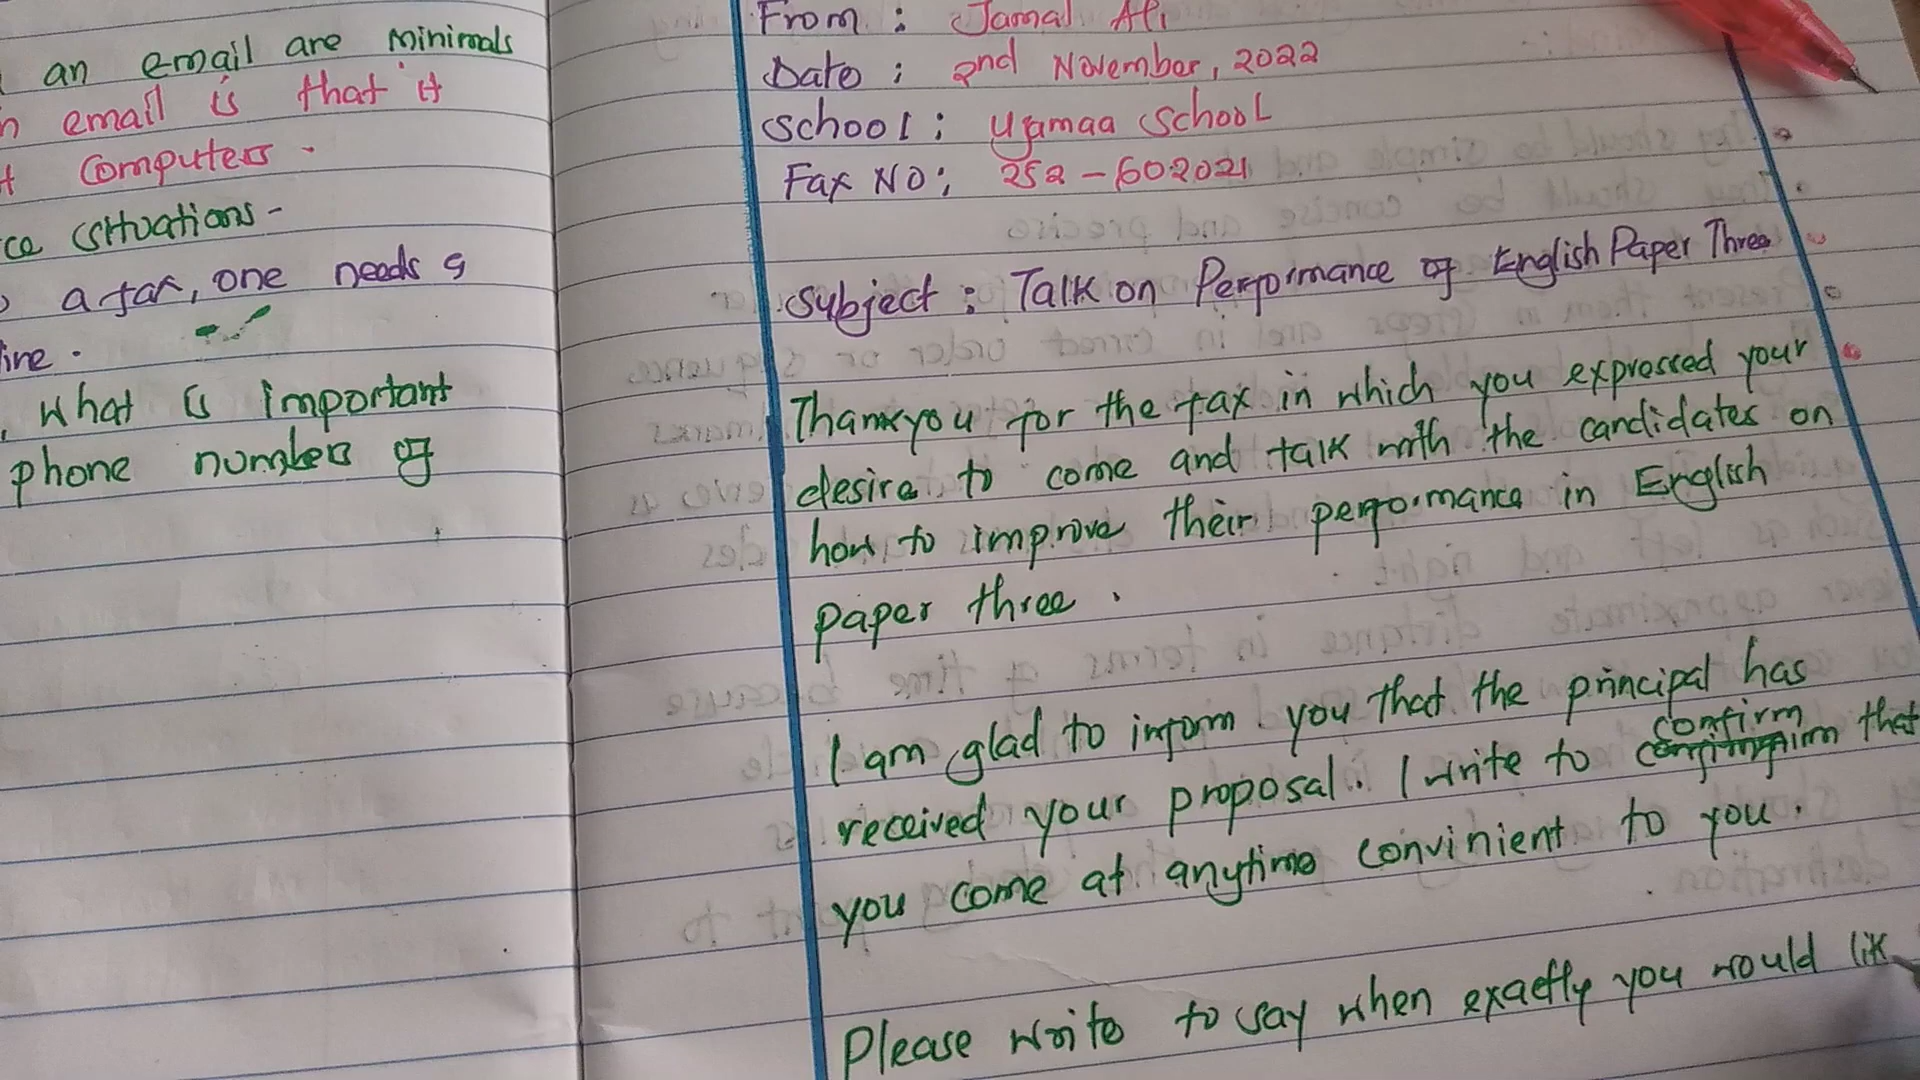 an email are minimals
email is that it
Computers.
situations-
a fax, one needs a
.
what is important
phone numbers of
From : Jamal Ali
Date : 2nd November, 2022
School : Ujamaa School
Fax NO: 252-602021
Subject : Talk on Performance of English Paper Three
Thankyou for the fax in which you expressed your
desire to come and talk with the candidates on
how to improve their performance in English
paper three.
I am glad to inform you that the principal has
received your proposal. I write to confirm that
you come at anytime convinient to you.
Please write to say when exactly you would